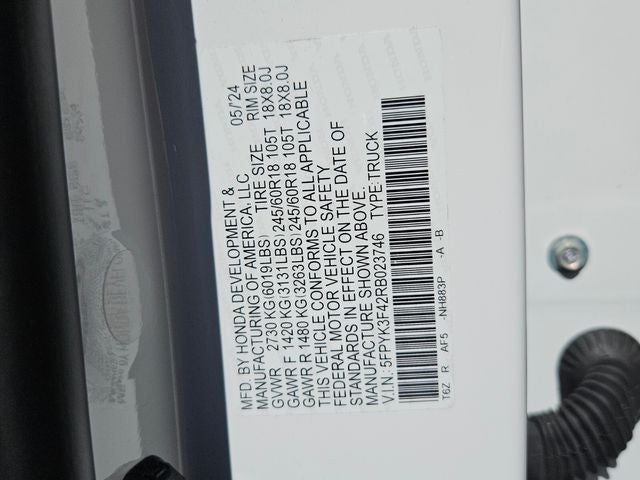 MFD. BY HONDA DEVELOPMENT &
MANUFACTURING OF AMERICA, LLC 05/'24
GVWR 2730 KG(6019LBS) TIRE SIZE RIM SIZE
GAWR F 1420 KG(3131LBS) 245/60R18 105T 18X8.0J
GAWR R 1480 KG(3263LBS) 245/60R18 105T 18X8.0J
THIS VEHICLE CONFORMS TO ALL APPLICABLE
FEDERAL MOTOR VEHICLE SAFETY
STANDARDS IN EFFECT ON THE DATE OF
MANUFACTURE SHOWN ABOVE.
V.I.N.: 5FPYK3F42RB023746 TYPE:TRUCK
T6Z R AF5 -NH883P -A -B